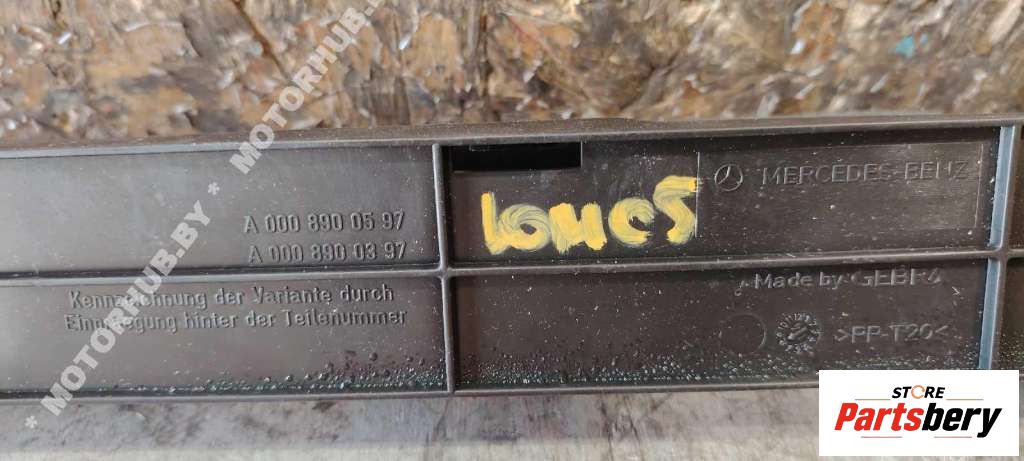 * MOTORHUB.BY * MOTORHUB.BY * MOTORHUB
A 000 890 05 97
A 000 890 03 97
Kennzeichnung der Variante durch
Einprägung hinter der Teilenummer
MERCEDES-BENZ
Made by GEBRA
>PP-T20<
STORE
Partsbery